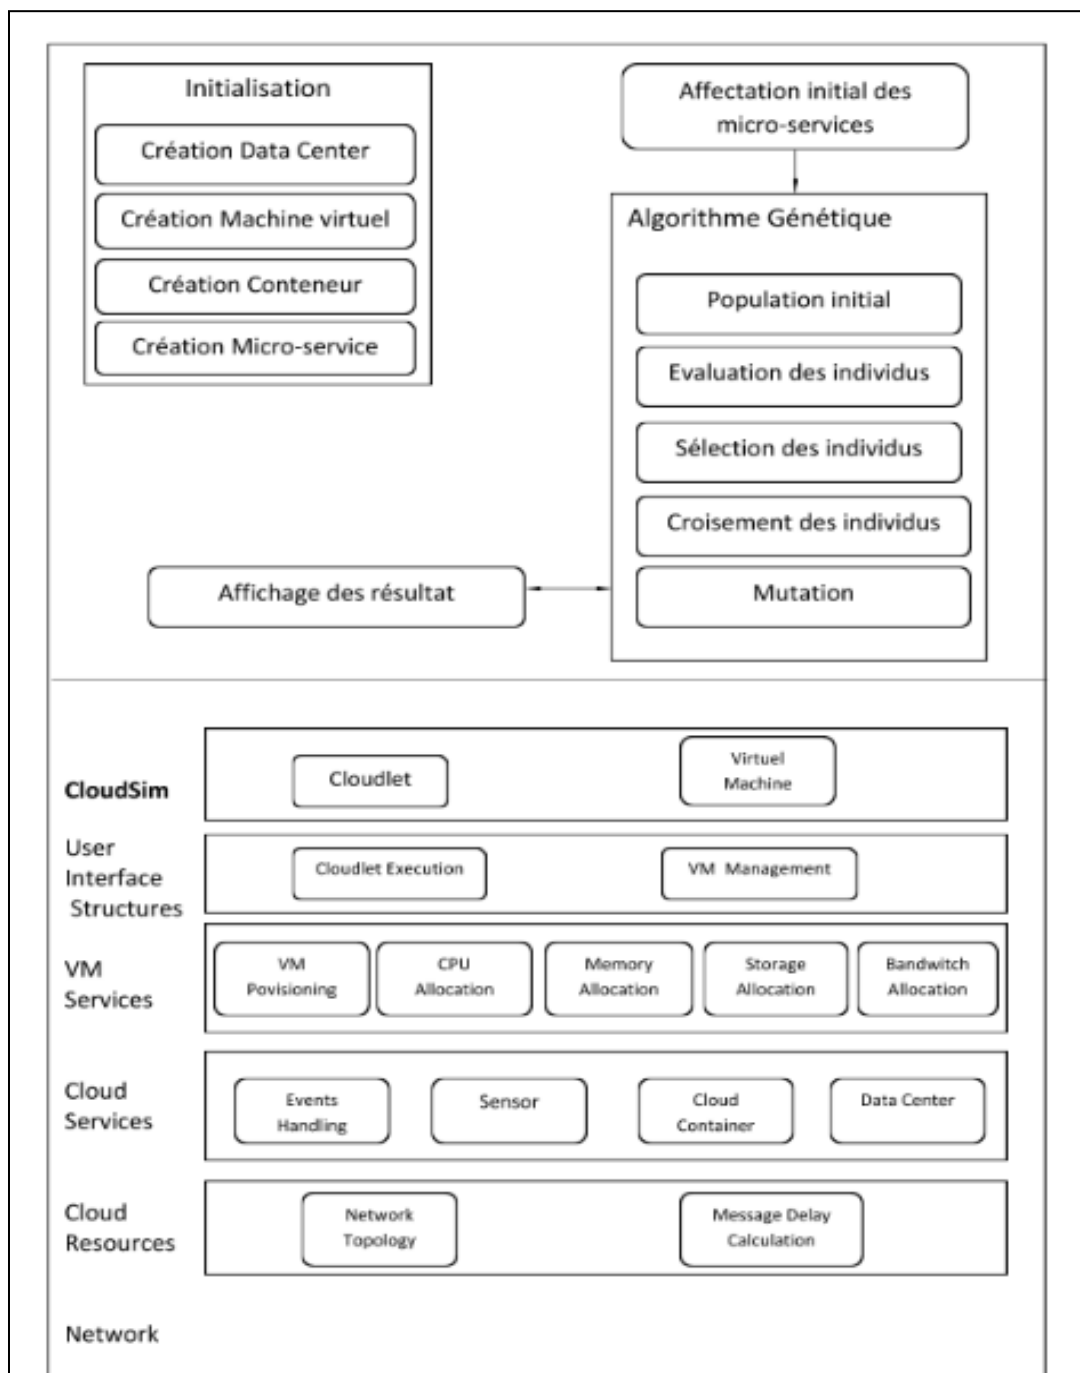 Initialisation
Création Data Center
Création Machine virtuel
Création Conteneur
Création Micro-service
Affectation initial des
micro-services
Algorithme Génétique
Population initial
Evaluation des individus
Sélection des individus
Croisement des individus
Mutation
Affichage des résultat
CloudSim
Cloudlet
Virtuel
Machine
User
Interface
Structures
Cloudlet Execution
VM Management
VM
Services
VM
Povisioning
CPU
Allocation
Memory
Allocation
Storage
Allocation
Bandwitch
Allocation
Cloud
Services
Events
Handling
Sensor
Cloud
Container
Data Center
Cloud
Resources
Network
Topology
Message Delay
Calculation
Network